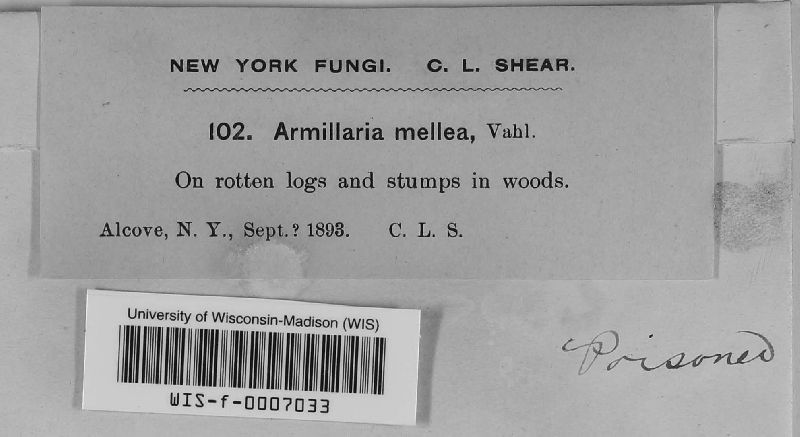 NEW YORK FUNGI. C. L. SHEAR.
102. Armillaria mellea, Vahl.
On rotten logs and stumps in woods.
Alcove, N. Y., Sept.? 1893. C. L. S.
University of Wisconsin-Madison (WIS)
WIS-f-0007033
Poisoned